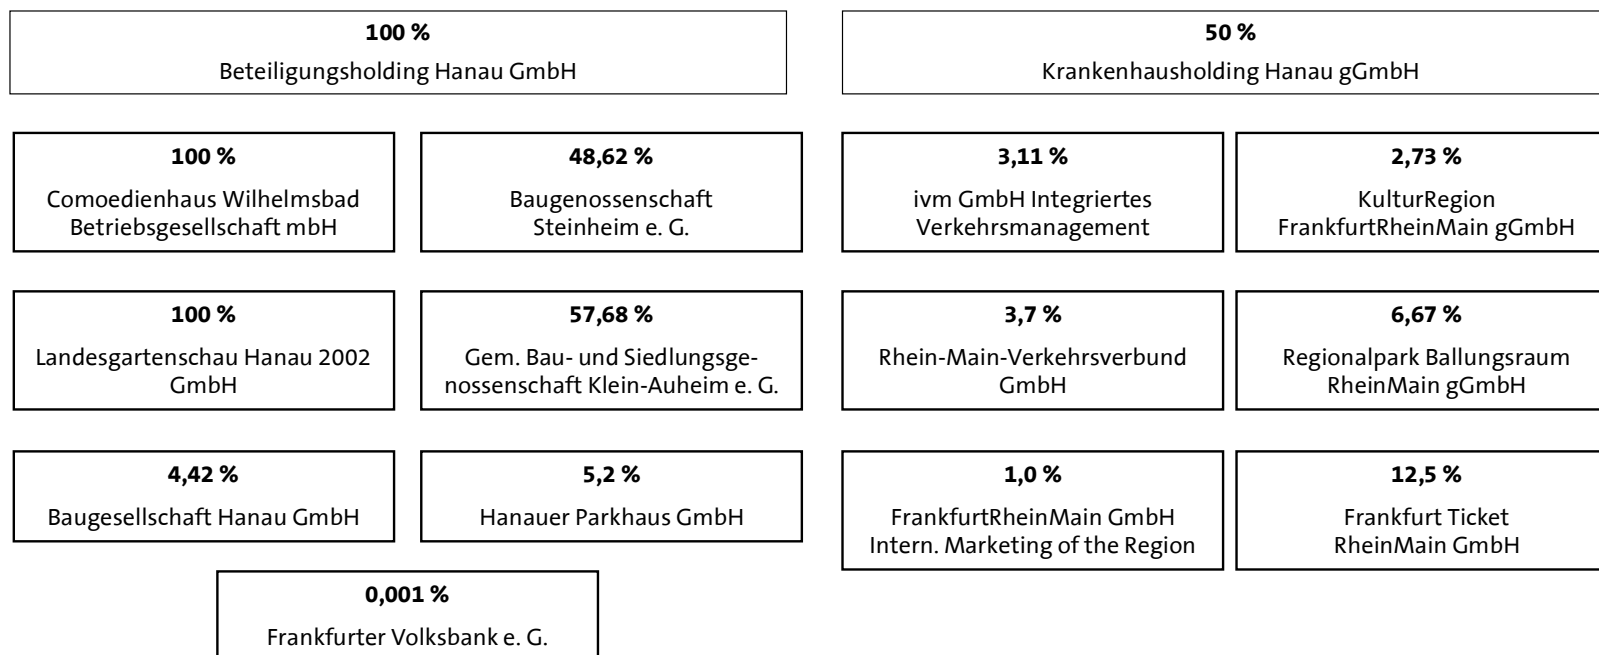 100 %
Beteiligungsholding Hanau GmbH
50 %
Krankenhausholding Hanau gGmbH
100 %
Comoedienhaus Wilhelmsbad
Betriebsgesellschaft mbH
48,62 %
Baugenossenschaft
Steinheim e. G.
3,11 %
ivm GmbH Integriertes
Verkehrsmanagement
2,73 %
KulturRegion
FrankfurtRheinMain gGmbH
100 %
Landesgartenschau Hanau 2002
GmbH
57,68 %
Gem. Bau- und Siedlungsge-
nossenschaft Klein-Auheim e. G.
3,7 %
Rhein-Main-Verkehrsverbund
GmbH
6,67 %
Regionalpark Ballungsraum
RheinMain gGmbH
4,42 %
Baugesellschaft Hanau GmbH
5,2 %
Hanauer Parkhaus GmbH
1,0 %
FrankfurtRheinMain GmbH
Intern. Marketing of the Region
12,5 %
Frankfurt Ticket
RheinMain GmbH
0,001 %
Frankfurter Volksbank e. G.